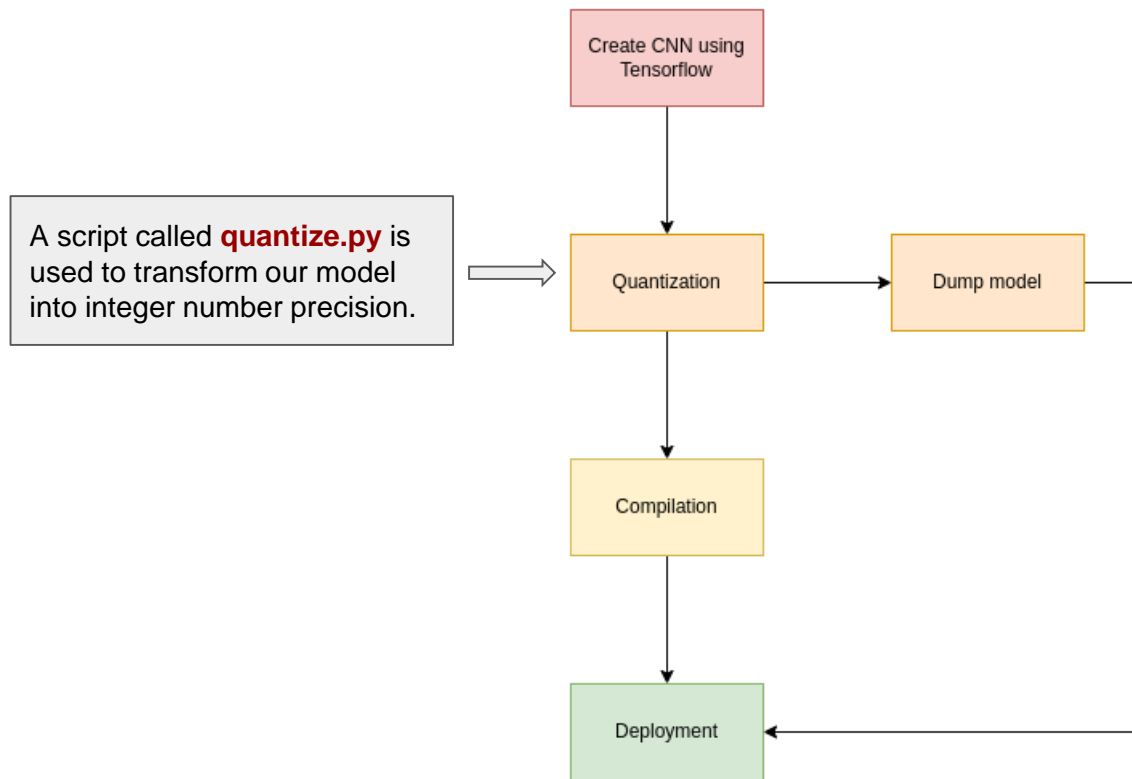 Create CNN using
Tensorflow
A script called quantize.py is
used to transform our model
into integer number precision.
Quantization
Dump model
Compilation
Deployment